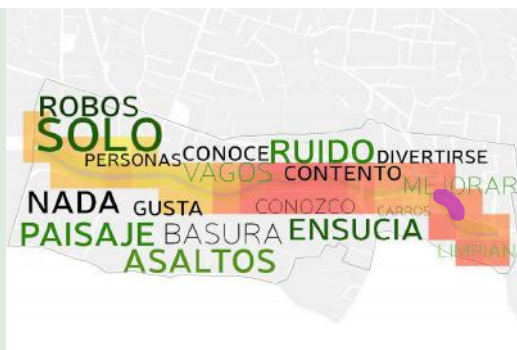 ROBOS
SOLO
PERSONAS CONOCE RUIDO DIVERTIRSE
VAGOS CONTENTO
MEJORAR
NADA GUSTA CONOZCO CARROS
PAISAJE BASURA ENSUCIA
LIMPIAN
ASALTOS